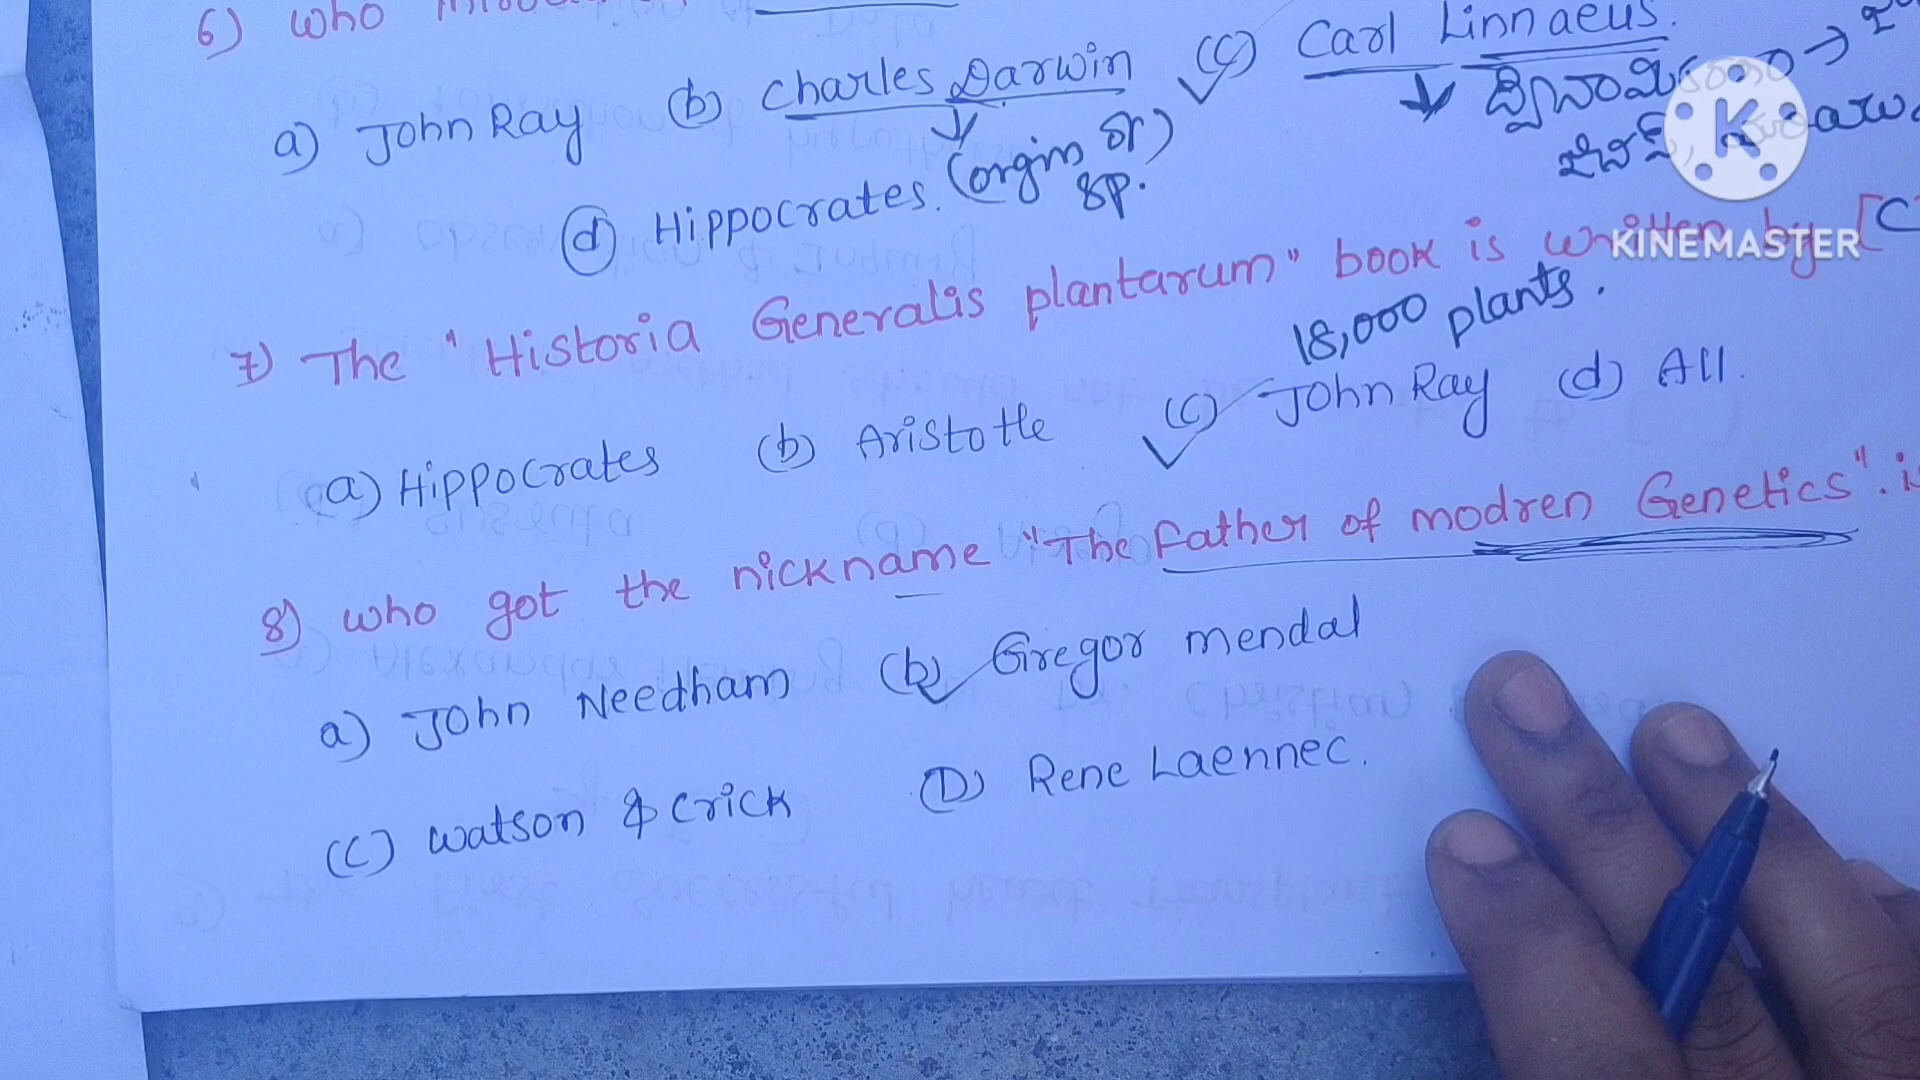 6) who
a) John Ray (b) Charles Darwin (c) Carl Linnaeus.
(orgin of)
sp.
(d) Hippocrates.
7) The "Historia Generalis plantarum" book is written by [C
18,000 plants.
(a) Hippocrates (b) Aristotle (c) John Ray (d) All.
8) who got the nickname "The Father of modren Genetics". is
a) John Needham (b) Gregor mendal
(C) Watson & Crick (D) Rene Laennec.
KINEMASTER